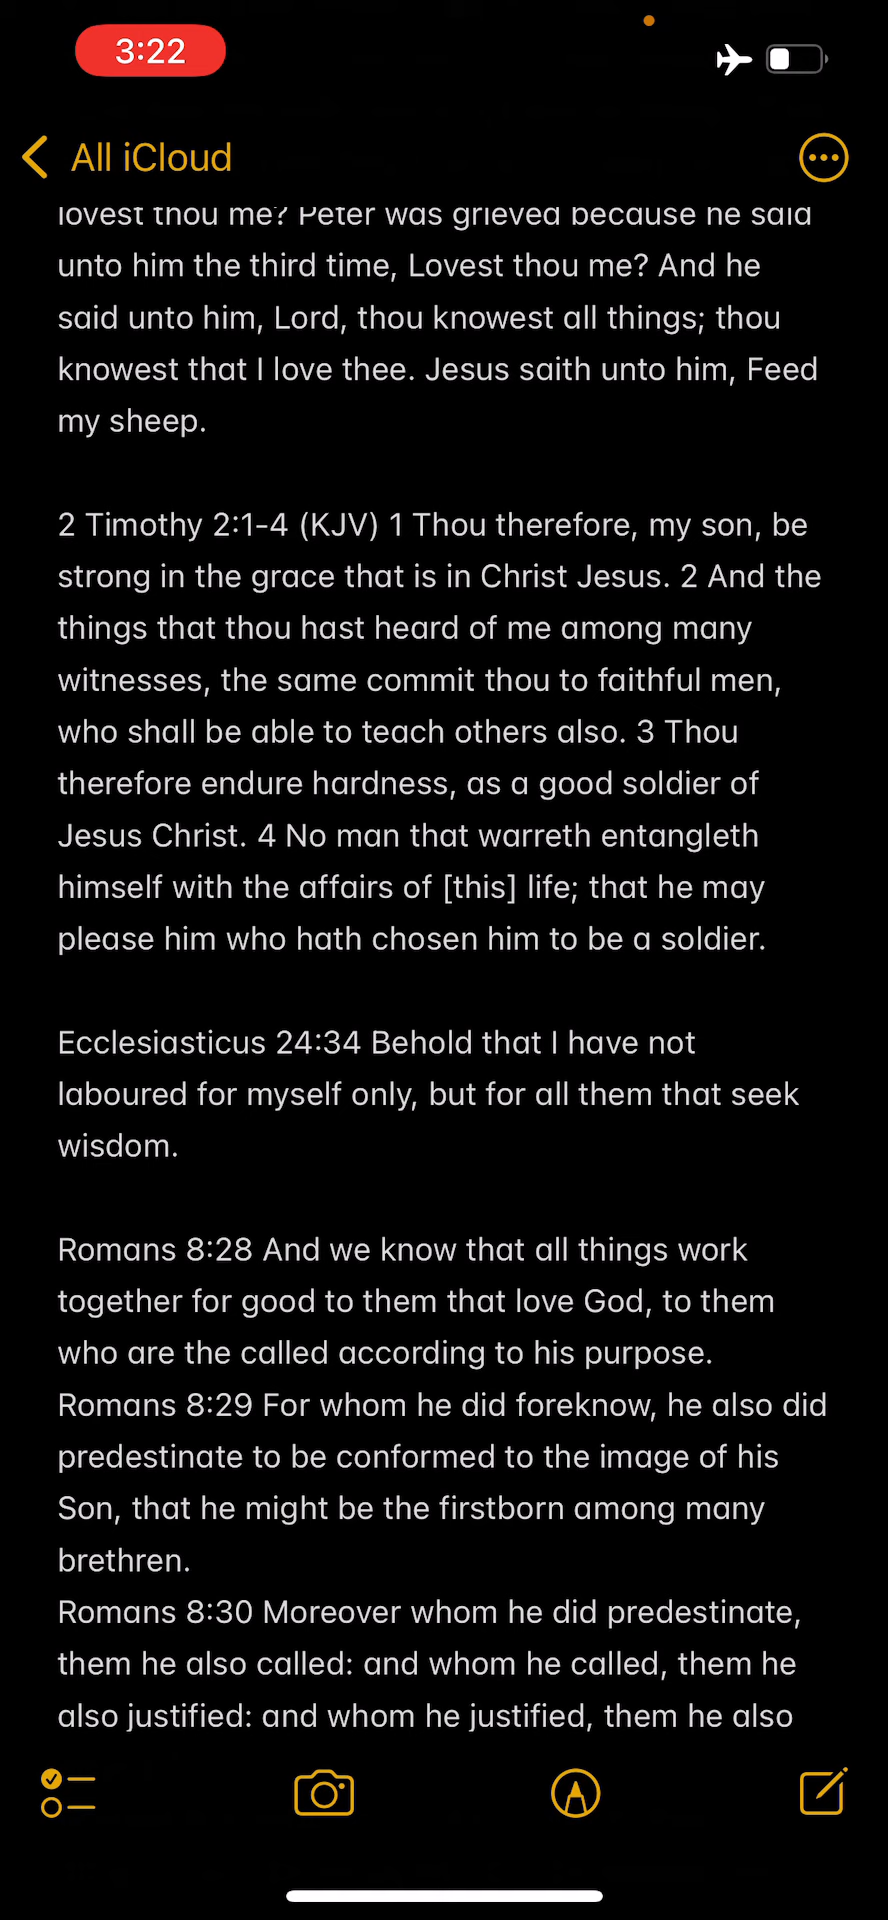 3:22
All iCloud
lovest thou me? Peter was grieved because he said
unto him the third time, Lovest thou me? And he
said unto him, Lord, thou knowest all things; thou
knowest that I love thee. Jesus saith unto him, Feed
my sheep.
2 Timothy 2:1-4 (KJV) 1 Thou therefore, my son, be
strong in the grace that is in Christ Jesus. 2 And the
things that thou hast heard of me among many
witnesses, the same commit thou to faithful men,
who shall be able to teach others also. 3 Thou
therefore endure hardness, as a good soldier of
Jesus Christ. 4 No man that warreth entangleth
himself with the affairs of [this] life; that he may
please him who hath chosen him to be a soldier.
Ecclesiasticus 24:34 Behold that I have not
laboured for myself only, but for all them that seek
wisdom.
Romans 8:28 And we know that all things work
together for good to them that love God, to them
who are the called according to his purpose.
Romans 8:29 For whom he did foreknow, he also did
predestinate to be conformed to the image of his
Son, that he might be the firstborn among many
brethren.
Romans 8:30 Moreover whom he did predestinate,
them he also called: and whom he called, them he
also justified: and whom he justified, them he also